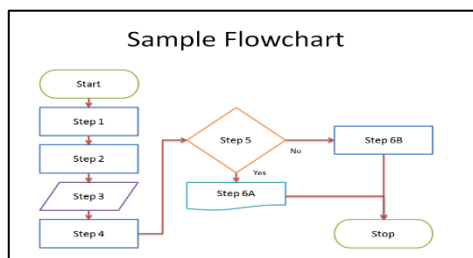 Sample Flowchart
Start
Step 1
Step 2
Step 3
Step 4
Step 5
No
Yes
Step 6A
Step 6B
Stop